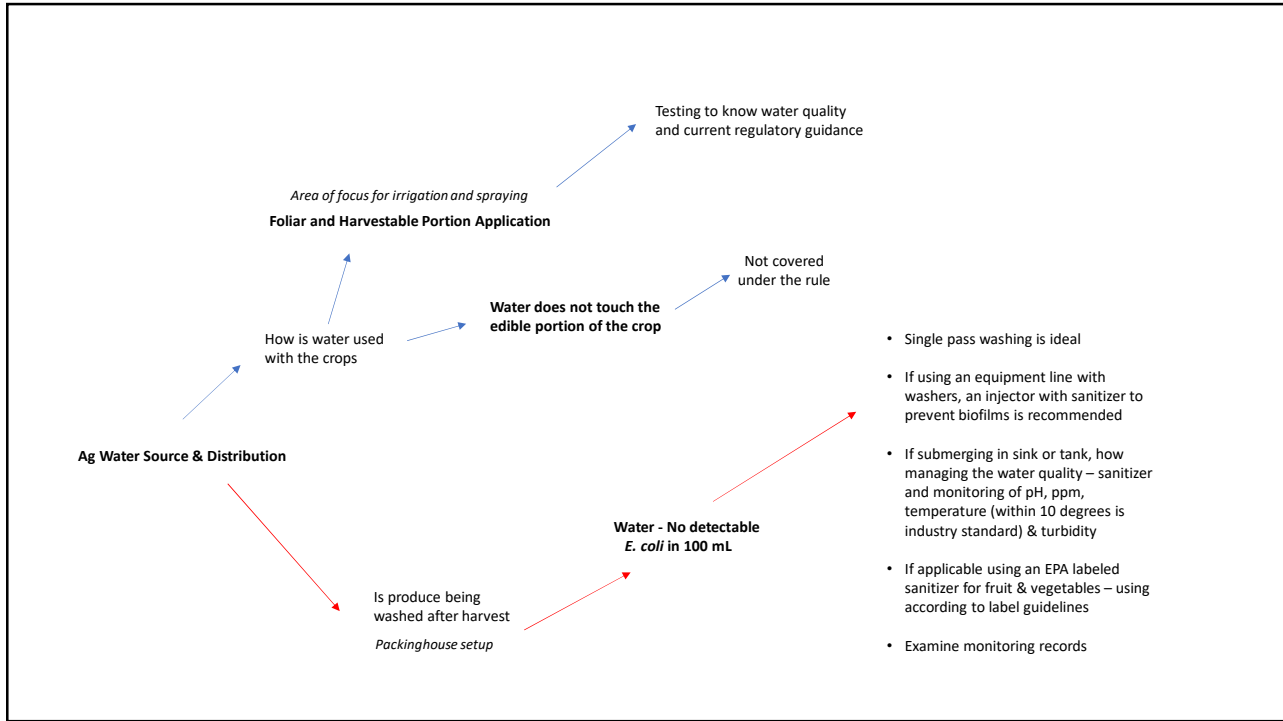 Testing to know water quality
and current regulatory guidance
Area of focus for irrigation and spraying
Foliar and Harvestable Portion Application
Not covered
under the rule
Water does not touch the
edible portion of the crop
How is water used
with the crops
Ag Water Source & Distribution
Water - No detectable
E. coli in 100 mL
Is produce being
washed after harvest
Packinghouse setup
• Single pass washing is ideal
• If using an equipment line with
washers, an injector with sanitizer to
prevent biofilms is recommended
• If submerging in sink or tank, how
managing the water quality – sanitizer
and monitoring of pH, ppm,
temperature (within 10 degrees is
industry standard) & turbidity
• If applicable using an EPA labeled
sanitizer for fruit & vegetables – using
according to label guidelines
• Examine monitoring records